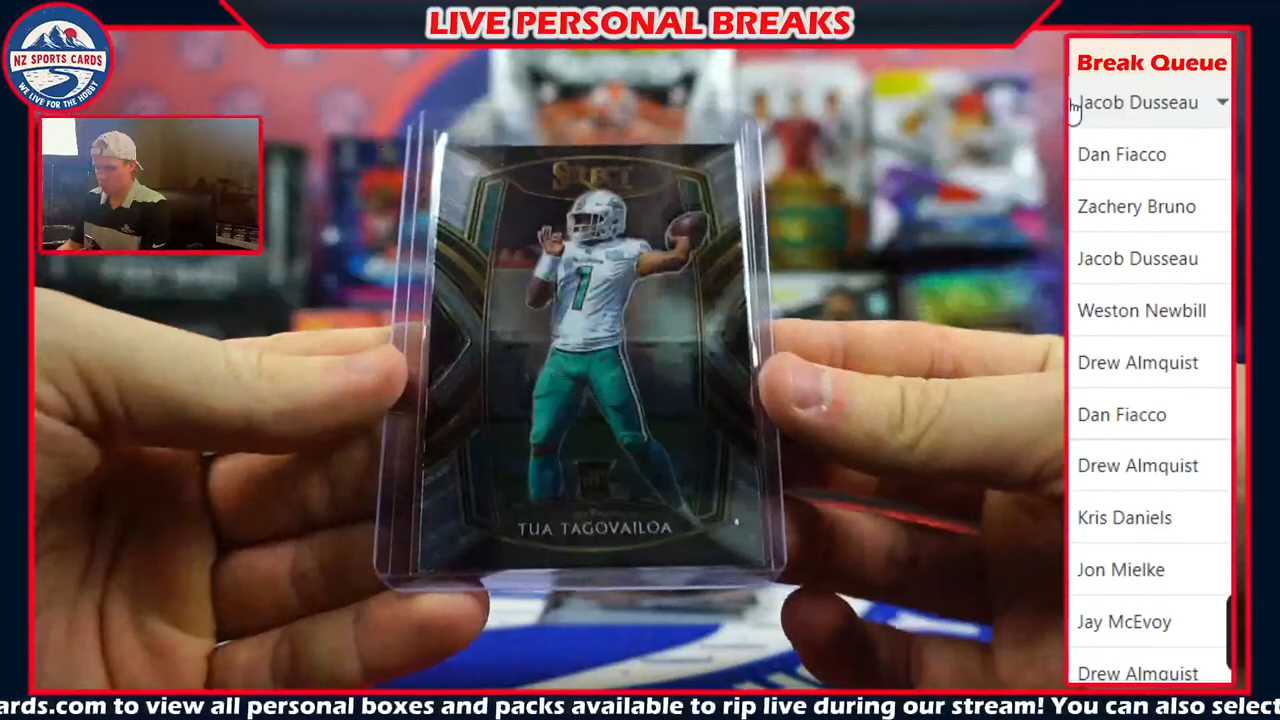 LIVE PERSONAL BREAKS
NZ SPORTS CARDS
WE LIVE FOR THE HOBBY
Break Queue
Jacob Dusseau
Dan Fiacco
Zachery Bruno
Jacob Dusseau
Weston Newbill
Drew Almquist
Dan Fiacco
Drew Almquist
Kris Daniels
Jon Mielke
Jay McEvoy
Drew Almquist
SELECT
1
TUA TAGOVAILOA
ards.com to view all personal boxes and packs available to rip live during our stream! You can also select